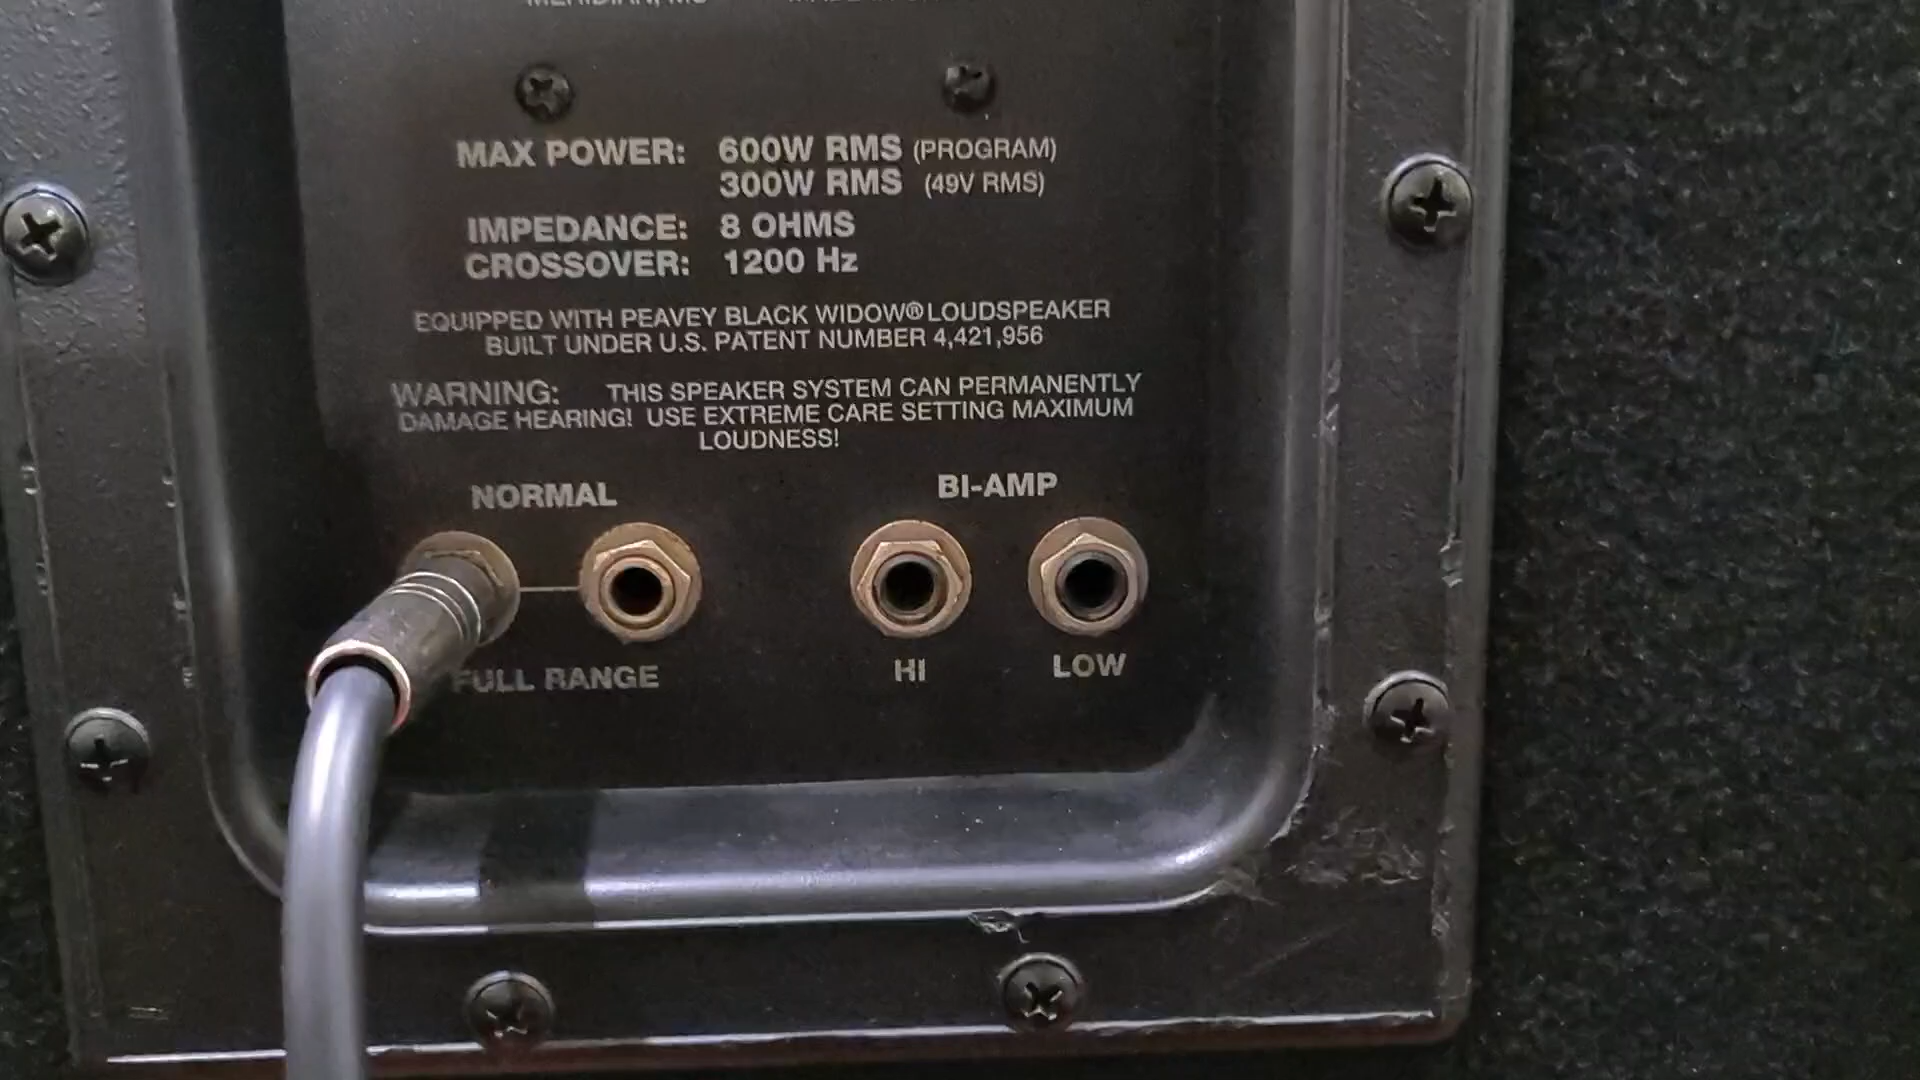 MERIDIAN, MS
MAX POWER: 600W RMS (PROGRAM)
300W RMS (49V RMS)
IMPEDANCE: 8 OHMS
CROSSOVER: 1200 Hz
EQUIPPED WITH PEAVEY BLACK WIDOW® LOUDSPEAKER
BUILT UNDER U.S. PATENT NUMBER 4,421,956
WARNING: THIS SPEAKER SYSTEM CAN PERMANENTLY
DAMAGE HEARING! USE EXTREME CARE SETTING MAXIMUM
LOUDNESS!
NORMAL BI-AMP
FULL RANGE HI LOW